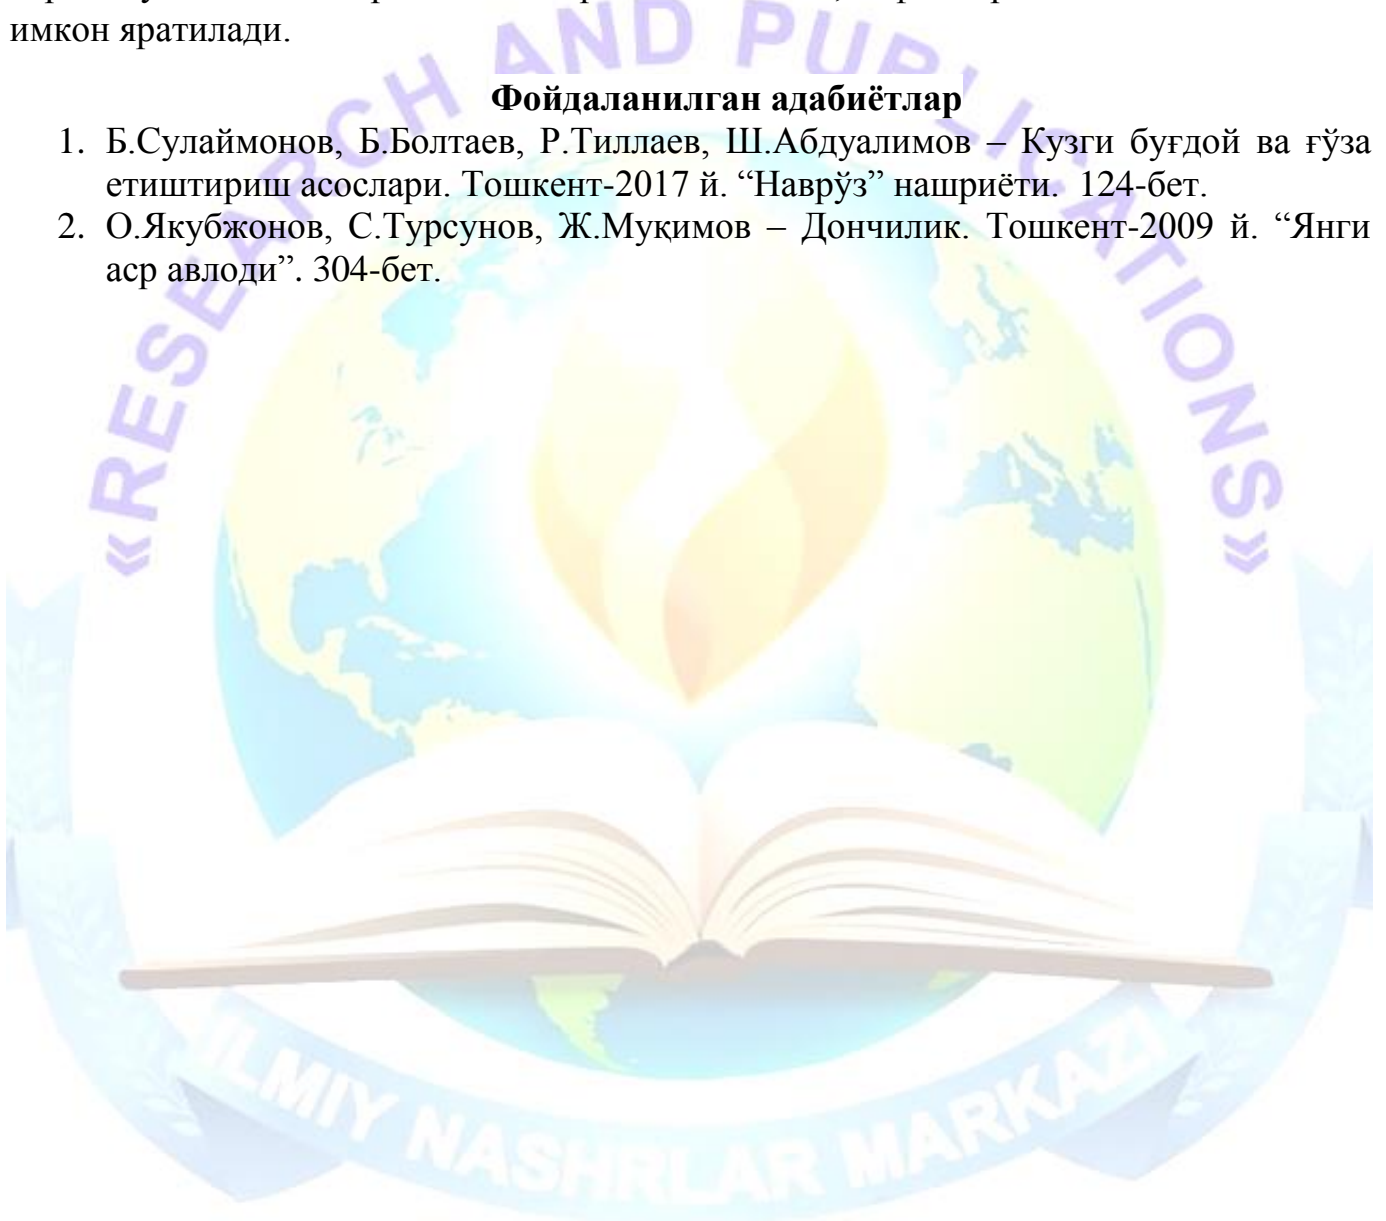 имкон яратилади.
Фойдаланилган адабиётлар
1. Б.Сулаймонов, Б.Болтаев, Р.Тиллаев, Ш.Абдуалимов – Кузги буғдой ва ғўза
етиштириш асослари. Тошкент-2017 й. “Наврўз” нашриёти. 124-бет.
2. О.Якубжонов, С.Турсунов, Ж.Муқимов – Дончилик. Тошкент-2009 й. “Янги
аср авлоди”. 304-бет.
«RESEARCH AND PUBLICATIONS»
ILMIY NASHRLAR MARKAZI